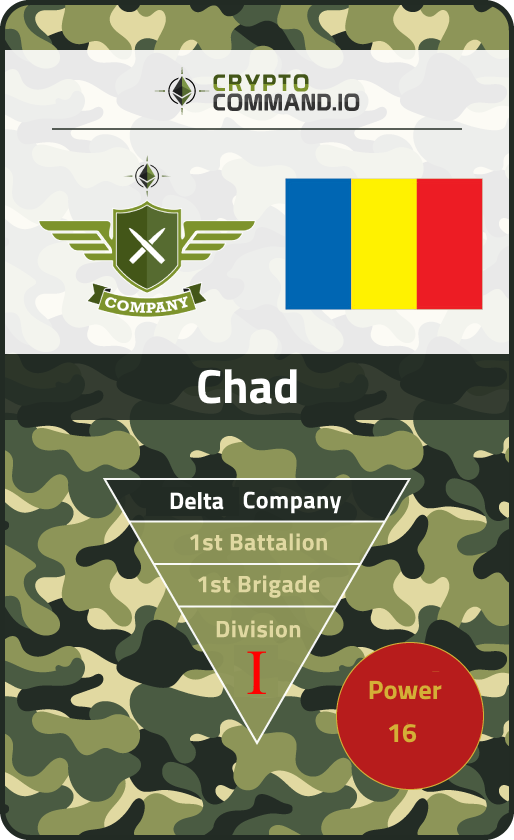 CRYPTO
COMMAND.IO
COMPANY
Chad
Delta Company
1st Battalion
1st Brigade
Division
I
Power
16